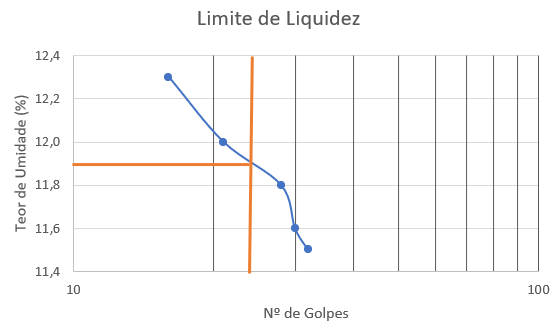 Limite de Liquidez
12,4
12,2
12,0
11,8
11,6
11,4
Teor de Umidade (%)
10
100
Nº de Golpes